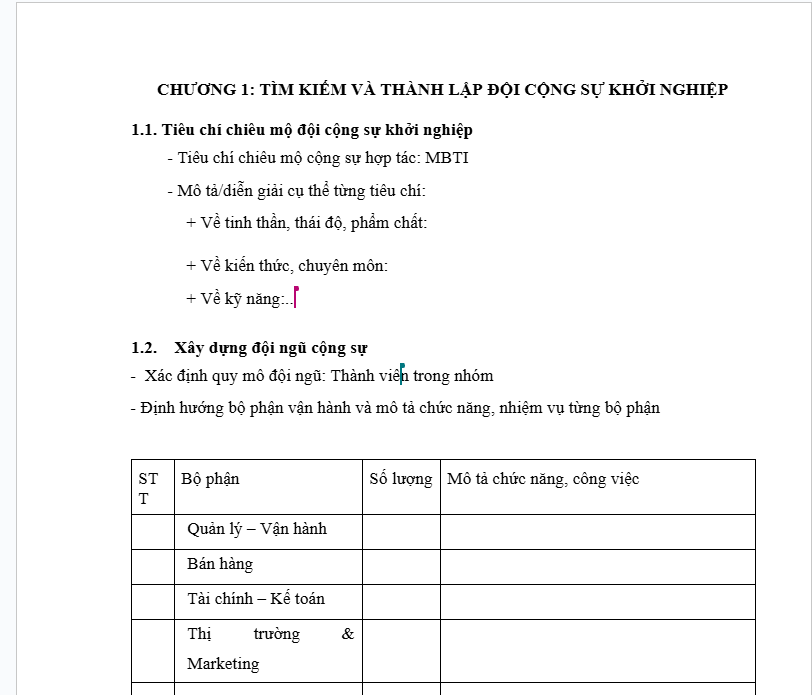 CHƯƠNG 1: TÌM KIẾM VÀ THÀNH LẬP ĐỘI CỘNG SỰ KHỞI NGHIỆP
1.1. Tiêu chí chiêu mộ đội cộng sự khởi nghiệp
- Tiêu chí chiêu mộ cộng sự hợp tác: MBTI
- Mô tả/diễn giải cụ thể từng tiêu chí:
+ Về tinh thần, thái độ, phẩm chất:
+ Về kiến thức, chuyên môn:
+ Về kỹ năng:..
1.2. Xây dựng đội ngũ cộng sự
- Xác định quy mô đội ngũ: Thành viên trong nhóm
- Định hướng bộ phận vận hành và mô tả chức năng, nhiệm vụ từng bộ phận
ST Bộ phận Số lượng Mô tả chức năng, công việc
T
Quản lý – Vận hành
Bán hàng
Tài chính – Kế toán
Thị trường &
Marketing